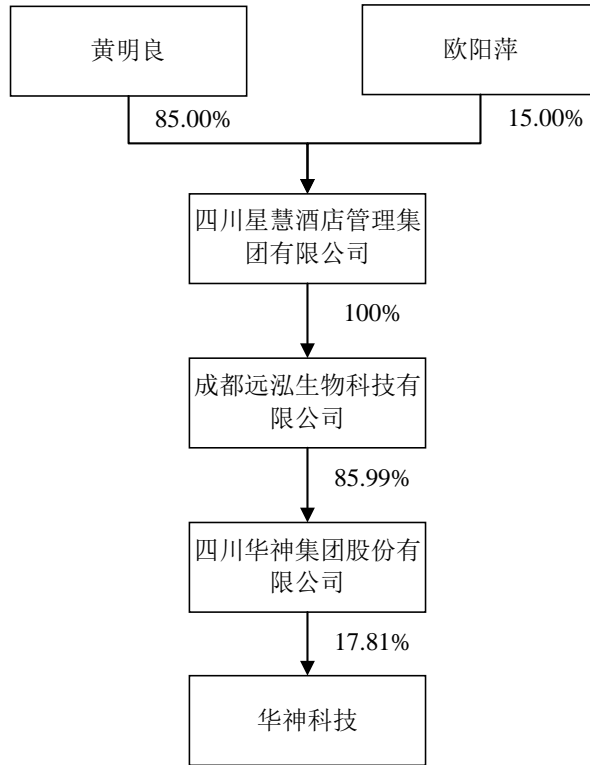 黄明良
欧阳萍
85.00%
15.00%
四川星慧酒店管理集
团有限公司
100%
成都远泓生物科技有
限公司
85.99%
四川华神集团股份有
限公司
17.81%
华神科技